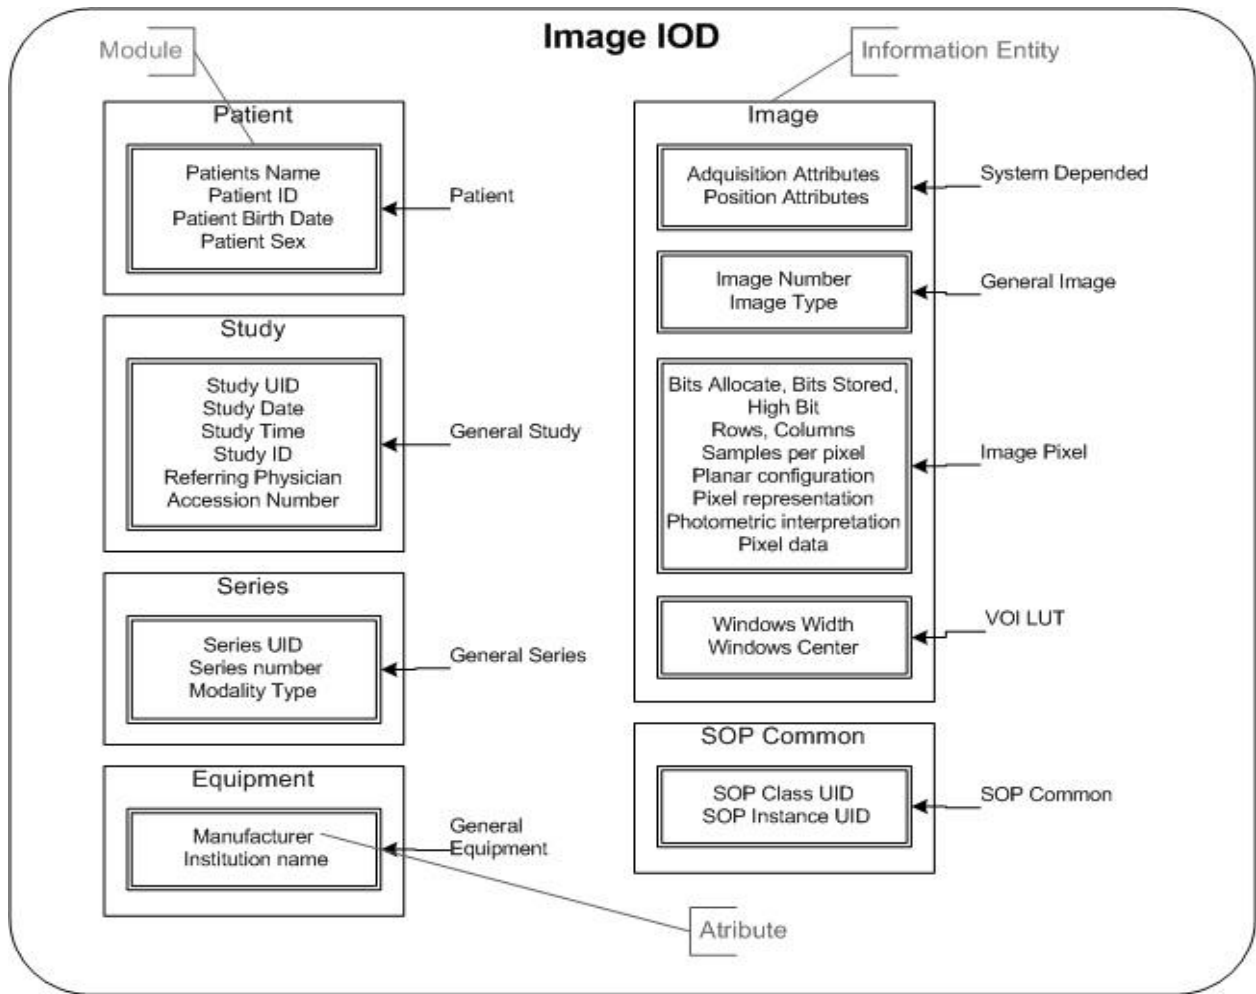 Image IOD
Module
Information Entity
Patient
Patients Name
Patient ID
Patient Birth Date
Patient Sex
Patient
Study
Study UID
Study Date
Study Time
Study ID
Referring Physician
Accession Number
General Study
Series
Series UID
Series number
Modality Type
General Series
Equipment
Manufacturer
Institution name
General
Equipment
Image
Adquisition Attributes
Position Attributes
System Depended
Image Number
Image Type
General Image
Bits Allocate, Bits Stored,
High Bit
Rows, Columns
Samples per pixel
Planar configuration
Pixel representation
Photometric interpretation
Pixel data
Image Pixel
Windows Width
Windows Center
VOI LUT
SOP Common
SOP Class UID
SOP Instance UID
SOP Common
Atribute